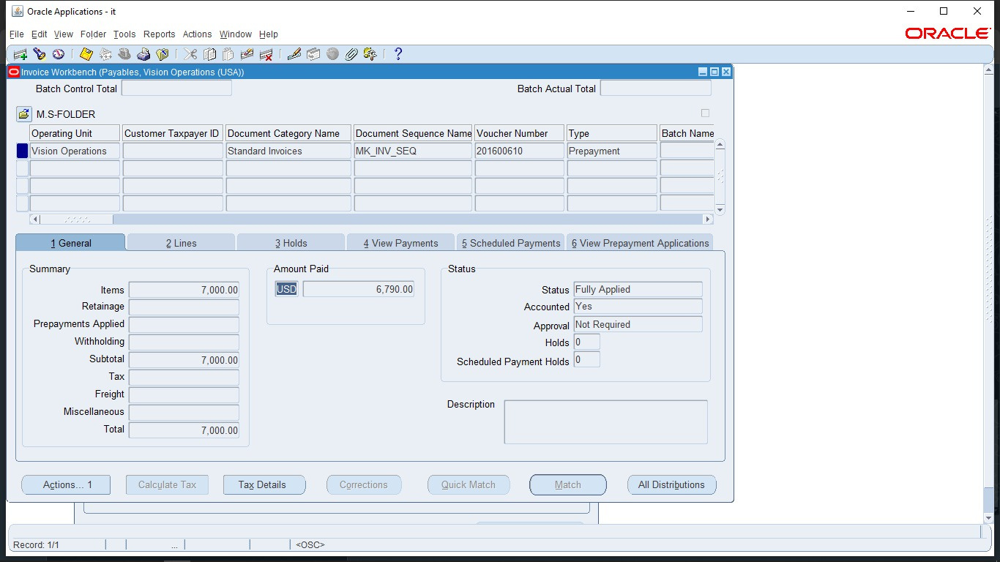 Oracle Applications - it
File Edit View Folder Tools Reports Actions Window Help
ORACLE
Invoice Workbench (Payables, Vision Operations (USA))
Batch Control Total
Batch Actual Total
M.S-FOLDER
Operating Unit Customer Taxpayer ID Document Category Name Document Sequence Name Voucher Number Type Batch Name
Vision Operations Standard Invoices MK_INV_SEQ 201600610 Prepayment
1 General 2 Lines 3 Holds 4 View Payments 5 Scheduled Payments 6 View Prepayment Applications
Summary
Items 7,000.00
Retainage
Prepayments Applied
Withholding
Subtotal 7,000.00
Tax
Freight
Miscellaneous
Total 7,000.00
Amount Paid
USD 6,790.00
Status
Status Fully Applied
Accounted Yes
Approval Not Required
Holds 0
Scheduled Payment Holds 0
Description
Actions... 1 Calculate Tax Tax Details Corrections Quick Match Match All Distributions
Record: 1/1 ... <OSC>